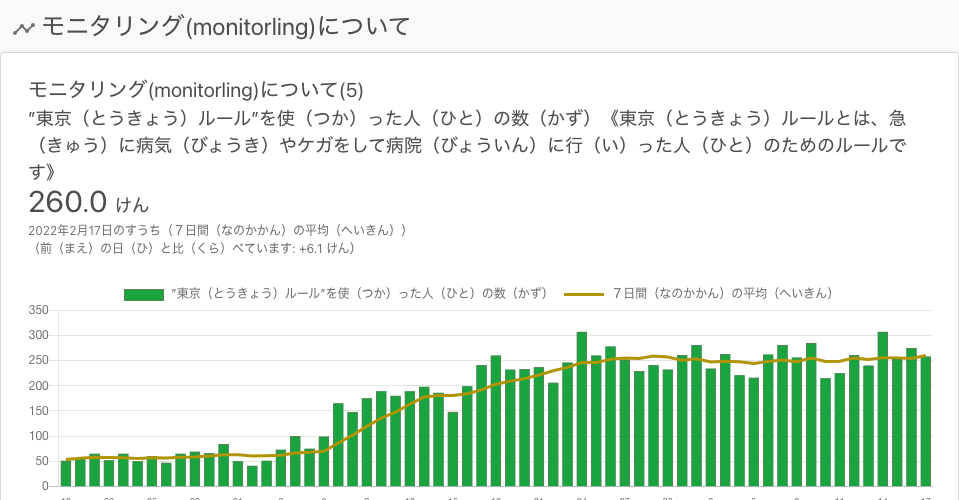 モニタリング(monitorling)について
モニタリング(monitorling)について(5)
”東京（とうきょう）ルール”を使（つか）った人（ひと）の数（かず）《東京（とうきょう）ルールとは、急
（きゅう）に病気（びょうき）やケガをして病院（びょういん）に行（い）った人（ひと）のためのルールで
す》
260.0 けん
2022年2月17日のすうち（７日間（なのかかん）の平均（へいきん））
（前（まえ）の日（ひ）と比（くら）べています: +6.1 けん）
”東京（とうきょう）ルール”を使（つか）った人（ひと）の数（かず） ７日間（なのかかん）の平均（へいきん）
350
300
250
200
150
100
50
0